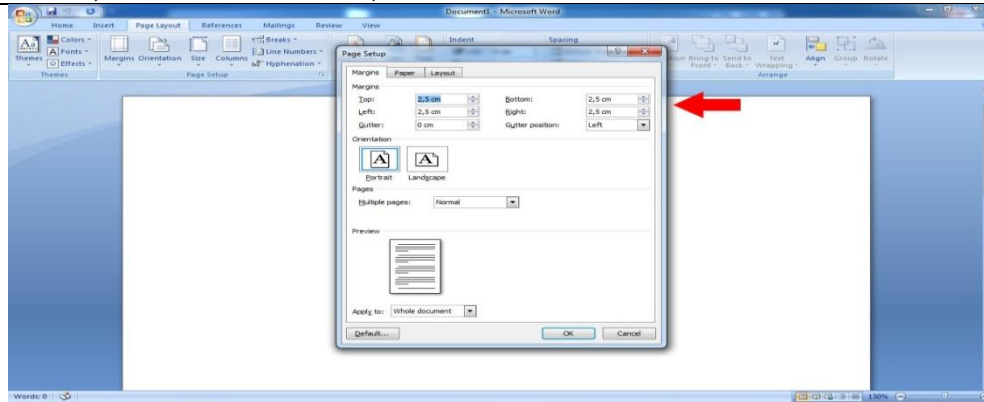 Document1 - Microsoft Word
Home Insert Page Layout References Mailings Review View
Themes
Colors
Fonts
Effects
Themes
Margins Orientation Size Columns
Breaks
Line Numbers
Hyphenation
Page Setup
Indent
Spacing
Bring to Front
Send to Back
Text Wrapping
Align Group Rotate
Arrange
Page Setup
Margins Paper Layout
Margins
Top: 2,5 cm Bottom: 2,5 cm
Left: 2,5 cm Right: 2,5 cm
Gutter: 0 cm Gutter position: Left
Orientation
Portrait Landscape
Pages
Multiple pages: Normal
Preview
Apply to: Whole document
Default... OK Cancel
Words: 0
130%